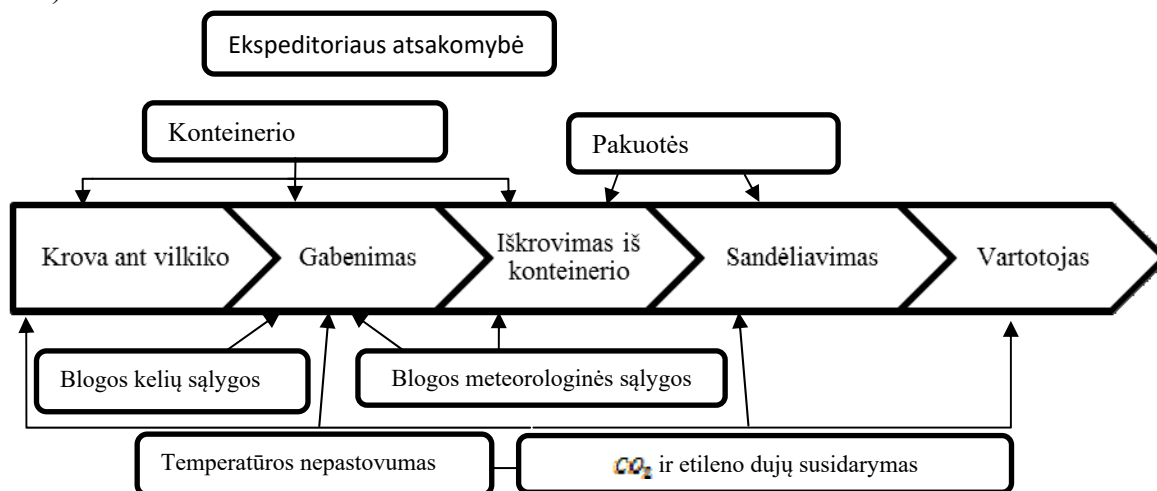 Ekspeditoriaus atsakomybė
Konteinerio
Pakuotės
Krova ant vilkiko
Gabenimas
Iškrovimas iš
konteinerio
Sandėliavimas
Vartotojas
Blogos kelių sąlygos
Blogos meteorologinės sąlygos
Temperatūros nepastovumas
CO₂ ir etileno dujų susidarymas